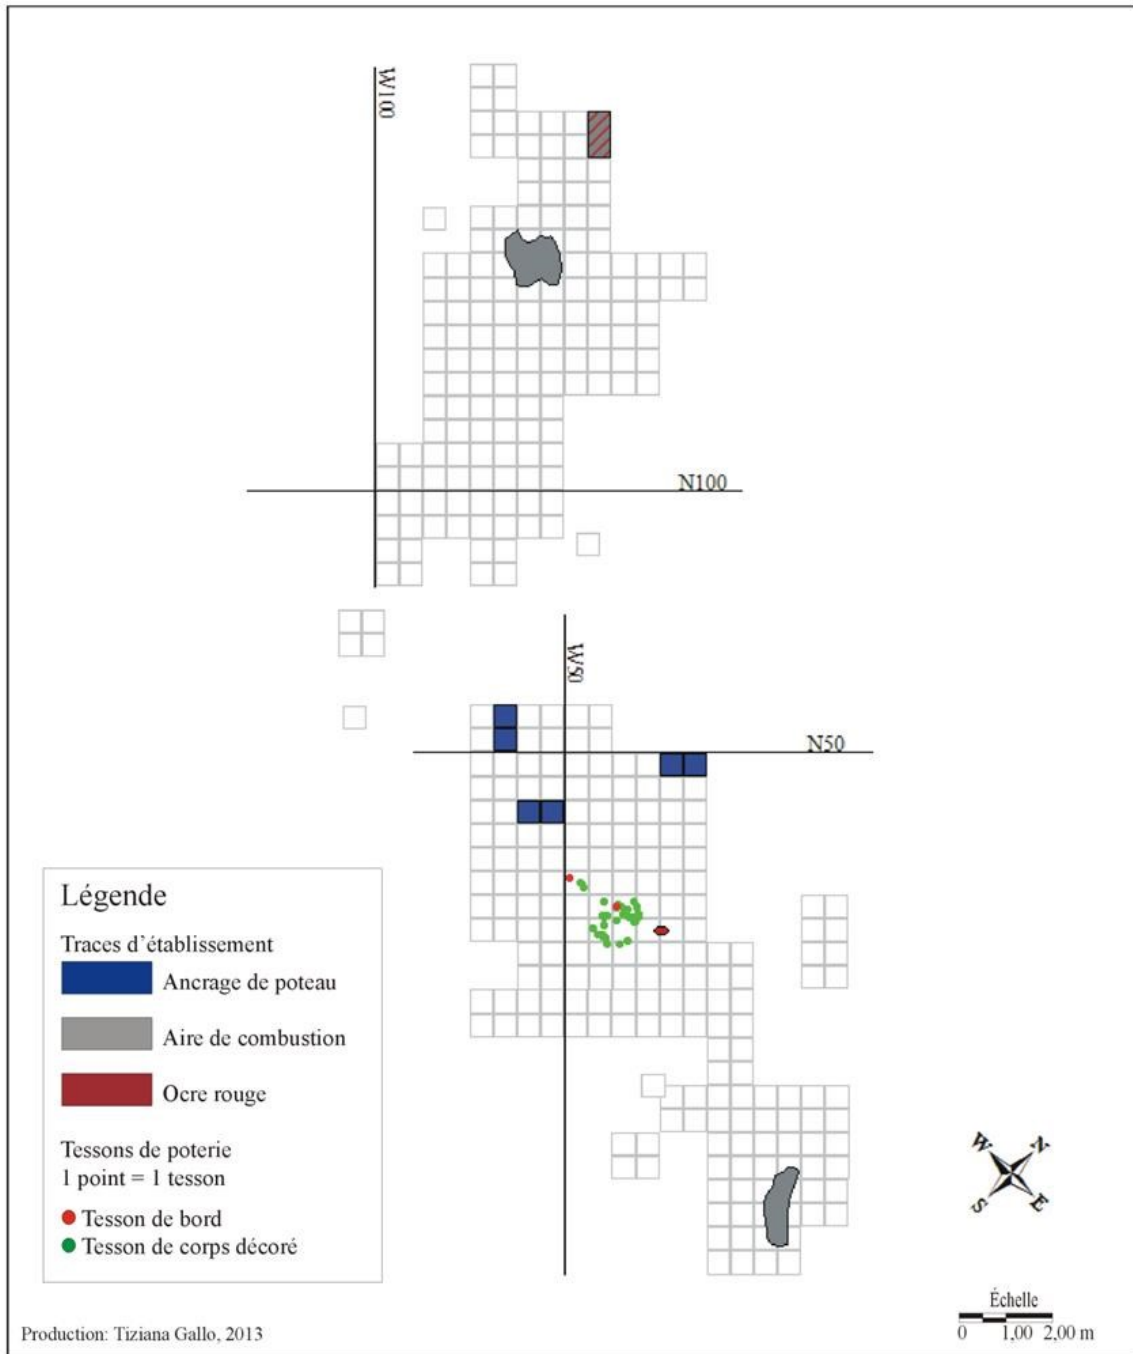 W100
N100
W50
N50
Légende
Traces d'établissement
Ancrage de poteau
Aire de combustion
Ocre rouge
Tessons de poterie
1 point = 1 tesson
Tesson de bord
Tesson de corps décoré
W N
S E
Échelle
0 1,00 2,00 m
Production: Tiziana Gallo, 2013